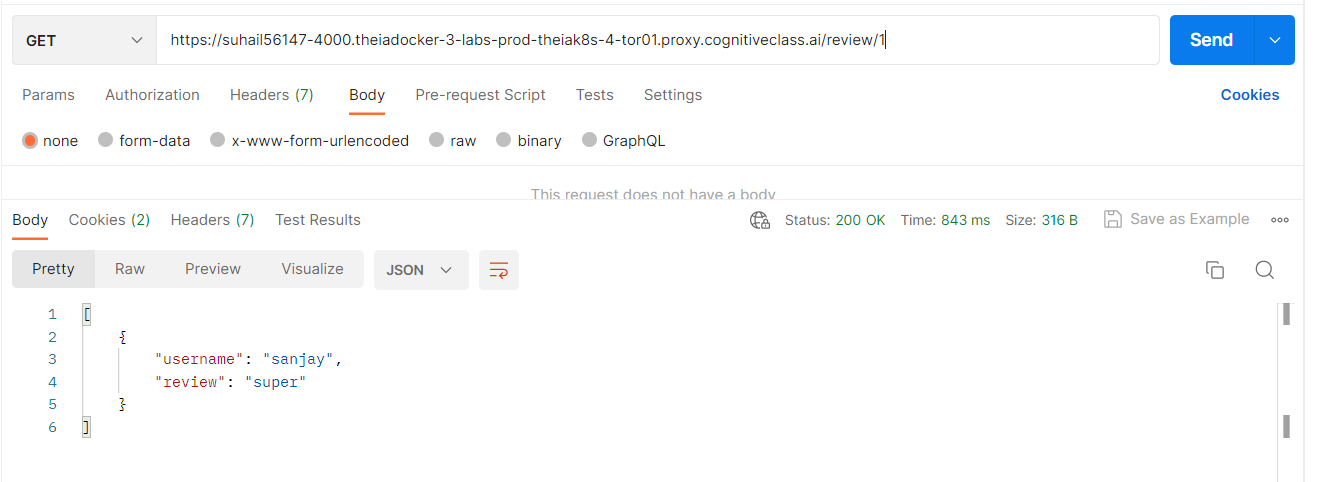 GET https://suhail56147-4000.theiadocker-3-labs-prod-theiak8s-4-tor01.proxy.cognitiveclass.ai/review/1 Send
Params Authorization Headers (7) Body Pre-request Script Tests Settings Cookies
none form-data x-www-form-urlencoded raw binary GraphQL
This request does not have a body
Body Cookies (2) Headers (7) Test Results Status: 200 OK Time: 843 ms Size: 316 B Save as Example
Pretty Raw Preview Visualize JSON
1 [
2 {
3 "username": "sanjay",
4 "review": "super"
5 }
6 ]